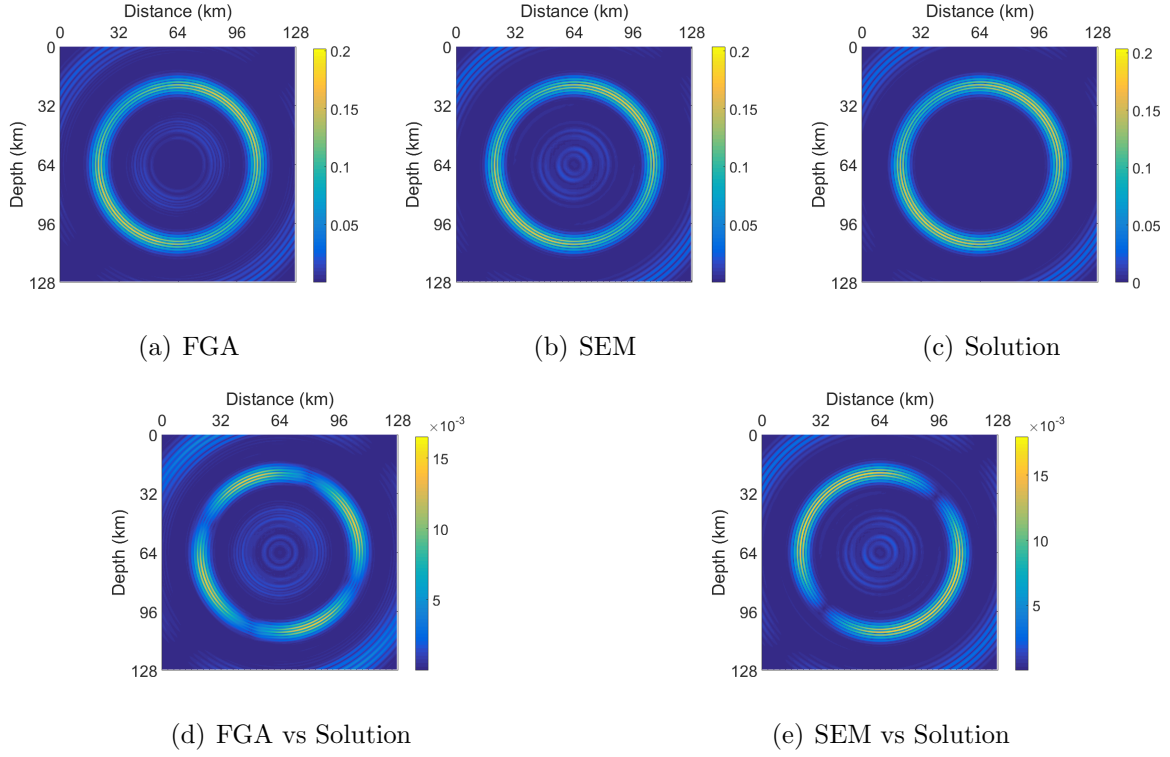 Distance (km)
0 32 64 96 128
Depth (km)
0
32
64
96
128
0.2
0.15
0.1
0.05
(a) FGA
Distance (km)
0 32 64 96 128
Depth (km)
0
32
64
96
128
0.2
0.15
0.1
0.05
(b) SEM
Distance (km)
0 32 64 96 128
Depth (km)
0
32
64
96
128
0.2
0.15
0.1
0.05
0
(c) Solution
Distance (km)
0 32 64 96 128
Depth (km)
0
32
64
96
128
×10⁻³
15
10
5
(d) FGA vs Solution
Distance (km)
0 32 64 96 128
Depth (km)
0
32
64
96
128
×10⁻³
15
10
5
(e) SEM vs Solution